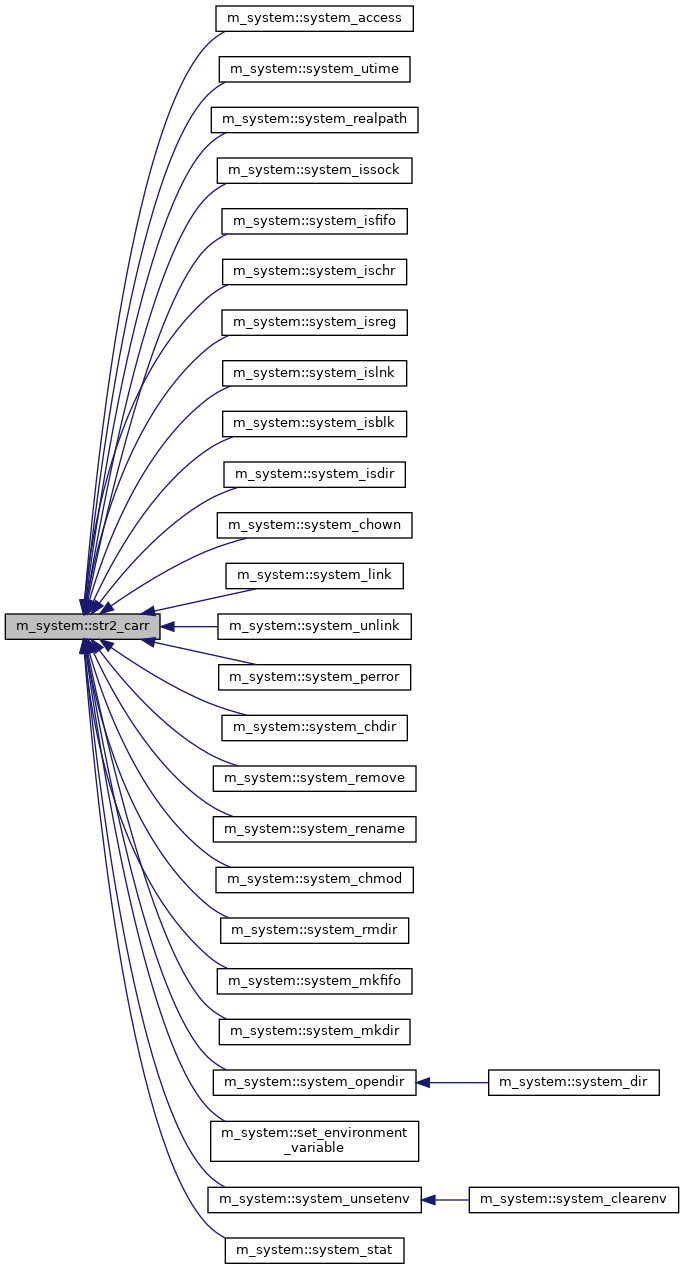 m_system::system_access
m_system::system_utime
m_system::system_realpath
m_system::system_issock
m_system::system_isfifo
m_system::system_ischr
m_system::system_isreg
m_system::system_islnk
m_system::system_isblk
m_system::system_isdir
m_system::system_chown
m_system::system_link
m_system::str2_carr
m_system::system_unlink
m_system::system_perror
m_system::system_chdir
m_system::system_remove
m_system::system_rename
m_system::system_chmod
m_system::system_rmdir
m_system::system_mkfifo
m_system::system_mkdir
m_system::system_opendir
m_system::system_dir
m_system::set_environment
_variable
m_system::system_unsetenv
m_system::system_clearenv
m_system::system_stat